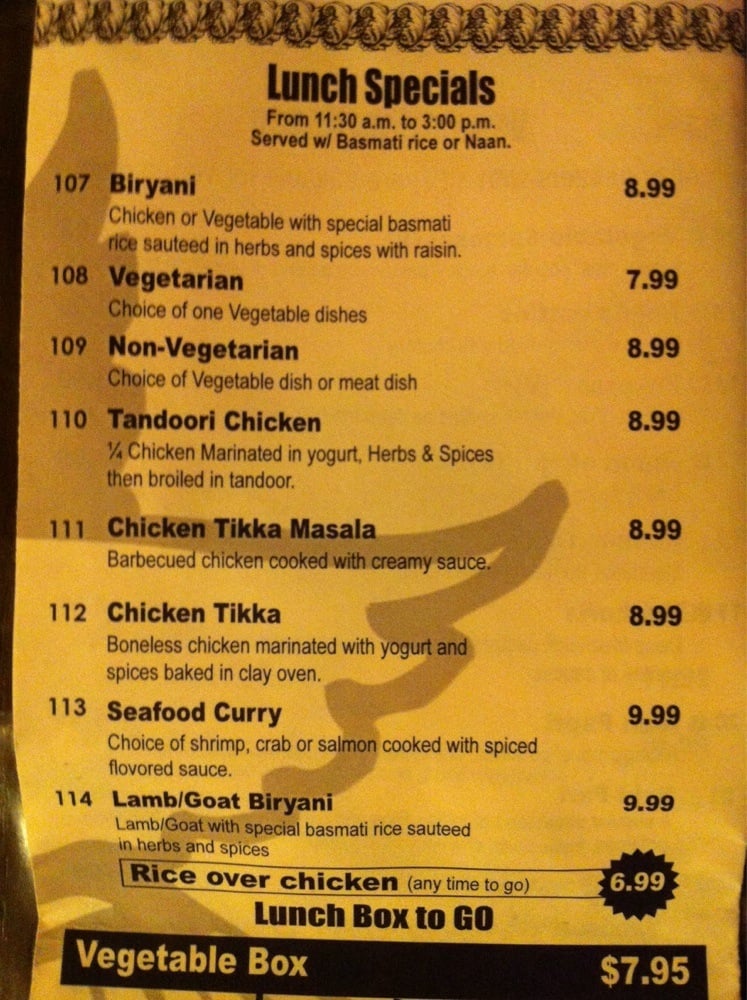 Lunch Specials
From 11:30 a.m. to 3:00 p.m.
Served w/ Basmati rice or Naan.
107 Biryani 8.99
Chicken or Vegetable with special basmati
rice sauteed in herbs and spices with raisin.
108 Vegetarian 7.99
Choice of one Vegetable dishes
109 Non-Vegetarian 8.99
Choice of Vegetable dish or meat dish
110 Tandoori Chicken 8.99
¼ Chicken Marinated in yogurt, Herbs & Spices
then broiled in tandoor.
111 Chicken Tikka Masala 8.99
Barbecued chicken cooked with creamy sauce.
112 Chicken Tikka 8.99
Boneless chicken marinated with yogurt and
spices baked in clay oven.
113 Seafood Curry 9.99
Choice of shrimp, crab or salmon cooked with spiced
flovored sauce.
114 Lamb/Goat Biryani 9.99
Lamb/Goat with special basmati rice sauteed
in herbs and spices
Rice over chicken (any time to go) 6.99
Lunch Box to GO
Vegetable Box $7.95